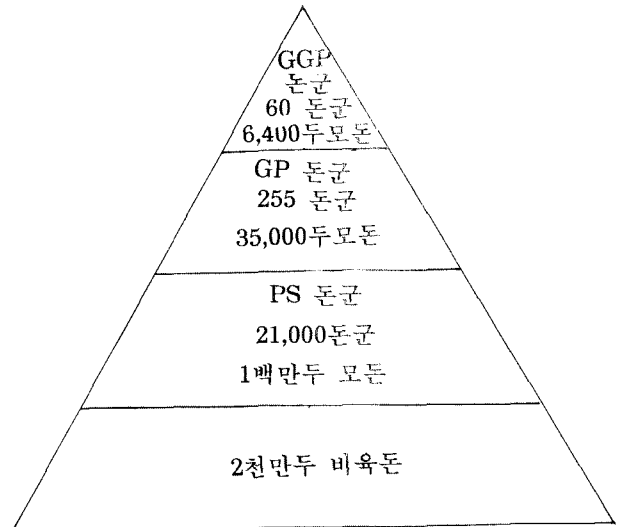 GGP
돈군
60 돈군
6,400두모돈
GP 돈군
255 돈군
35,000두모돈
PS 돈군
21,000돈군
1백만두 모든
2천만두 비육돈